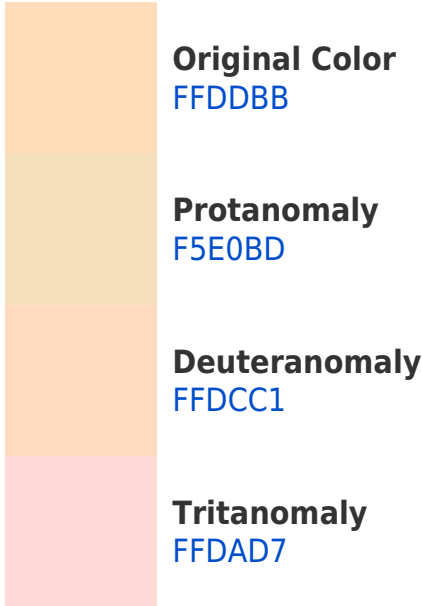 Original Color
FFDDBB
Protanomaly
F5E0BD
Deuteranomaly
FFDCC1
Tritanomaly
FFDAD7